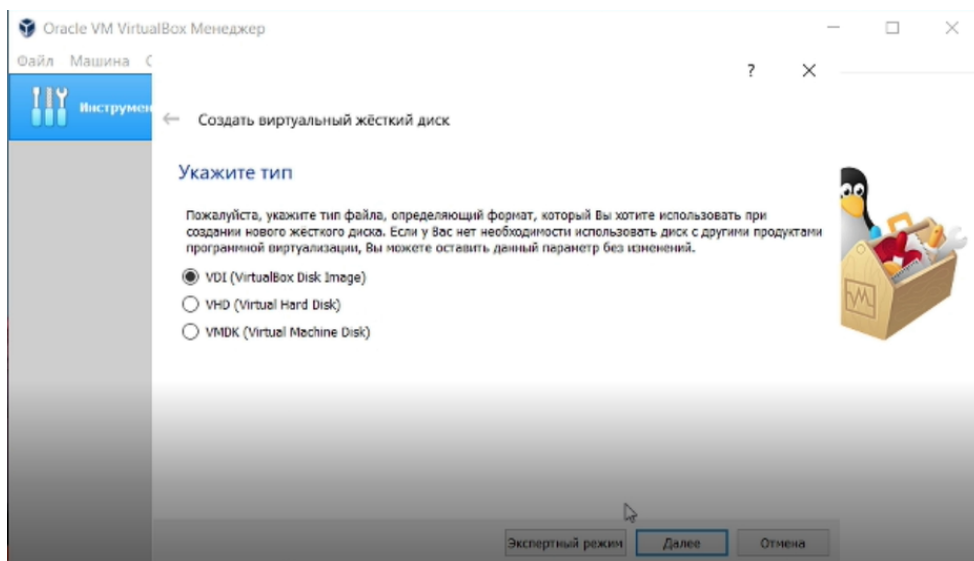 Oracle VM VirtualBox Менеджер
Файл Машина
?
Создать виртуальный жёсткий диск
Укажите тип
Пожалуйста, укажите тип файла, определяющий формат, который Вы хотите использовать при
создании нового жёсткого диска. Если у Вас нет необходимости использовать диск с другими продуктами
программной виртуализации, Вы можете оставить данный параметр без изменений.
VDI (VirtualBox Disk Image)
VHD (Virtual Hard Disk)
VMDK (Virtual Machine Disk)
Экспертный режим Далее Отмена